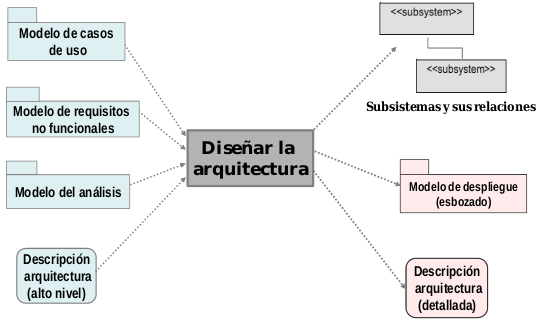 Modelo de casos
de uso
Modelo de requisitos
no funcionales
Modelo del análisis
Descripción
arquitectura
(alto nivel)
Diseñar la
arquitectura
<<subsystem>>
<<subsystem>>
Subsistemas y sus relaciones
Modelo de despliegue
(esbozado)
Descripción
arquitectura
(detallada)